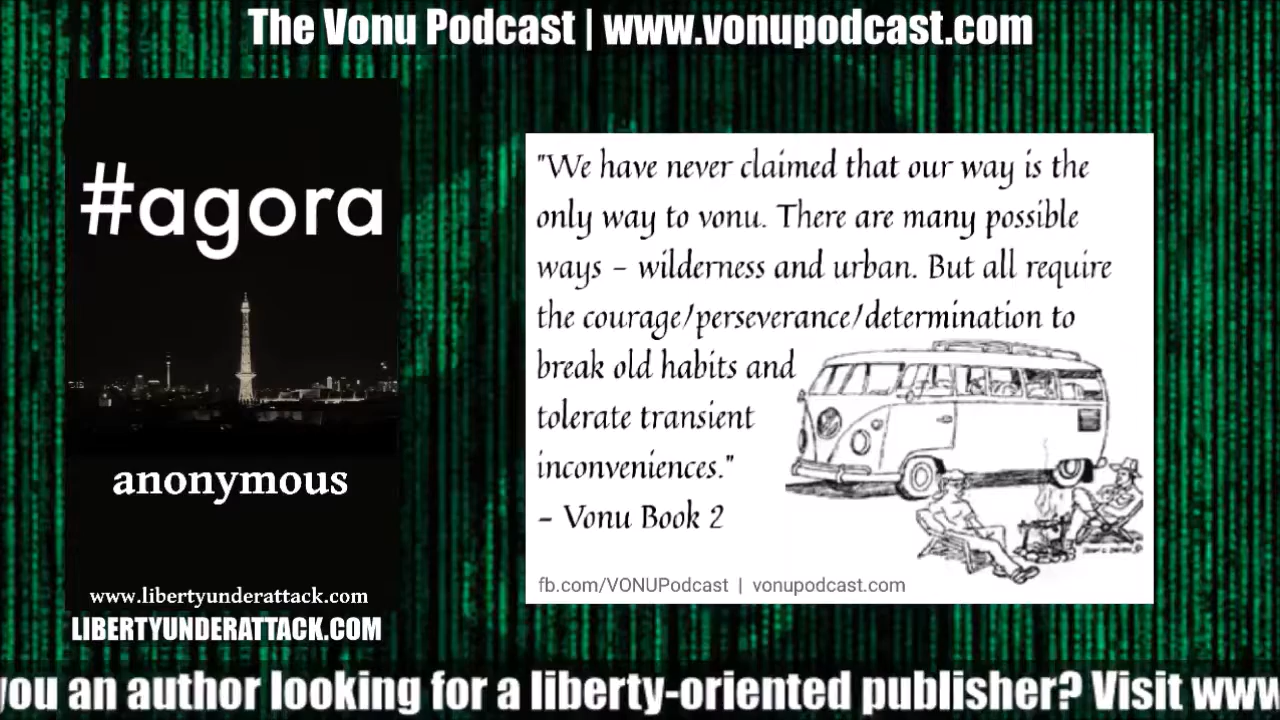 The Vonu Podcast | www.vonupodcast.com
#agora
anonymous
www.libertyunderattack.com
LIBERTYUNDERATTACK.COM
"We have never claimed that our way is the
only way to vonu. There are many possible
ways – wilderness and urban. But all require
the courage/perseverance/determination to
break old habits and
tolerate transient
inconveniences."
– Vonu Book 2
fb.com/VONUPodcast | vonupodcast.com
you an author looking for a liberty-oriented publisher? Visit www